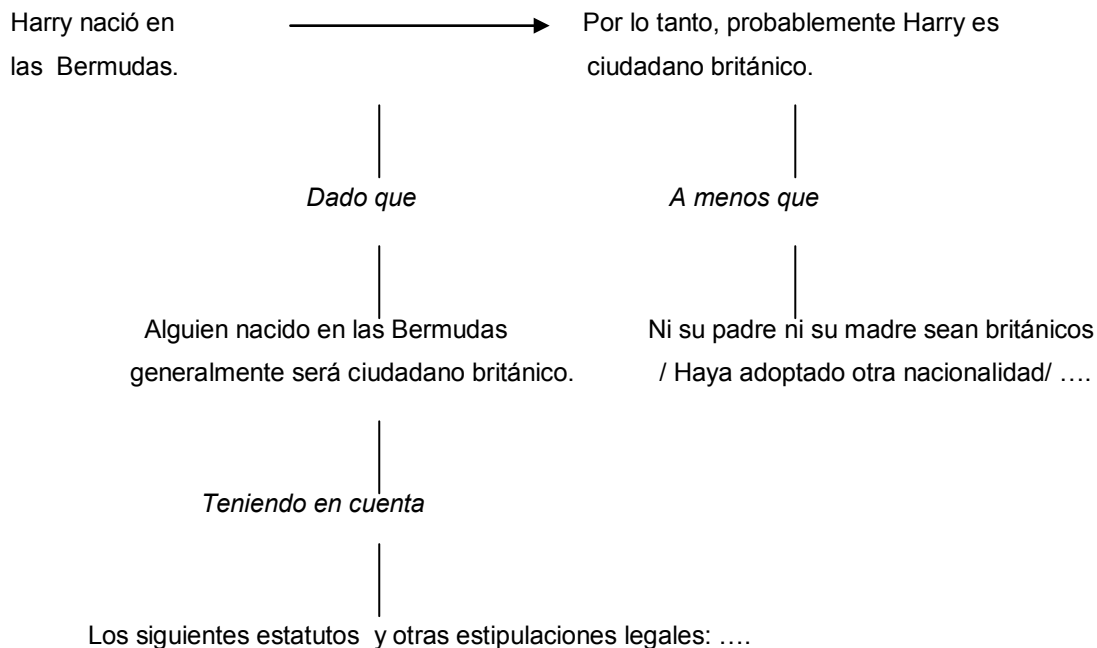 Harry nació en
las Bermudas.
Por lo tanto, probablemente Harry es
ciudadano británico.
Dado que
A menos que
Alguien nacido en las Bermudas
generalmente será ciudadano británico.
Ni su padre ni su madre sean británicos
/ Haya adoptado otra nacionalidad/ ….
Teniendo en cuenta
Los siguientes estatutos y otras estipulaciones legales: ….